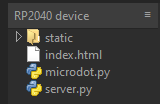 RP2040 device
static
index.html
microdot.py
server.py